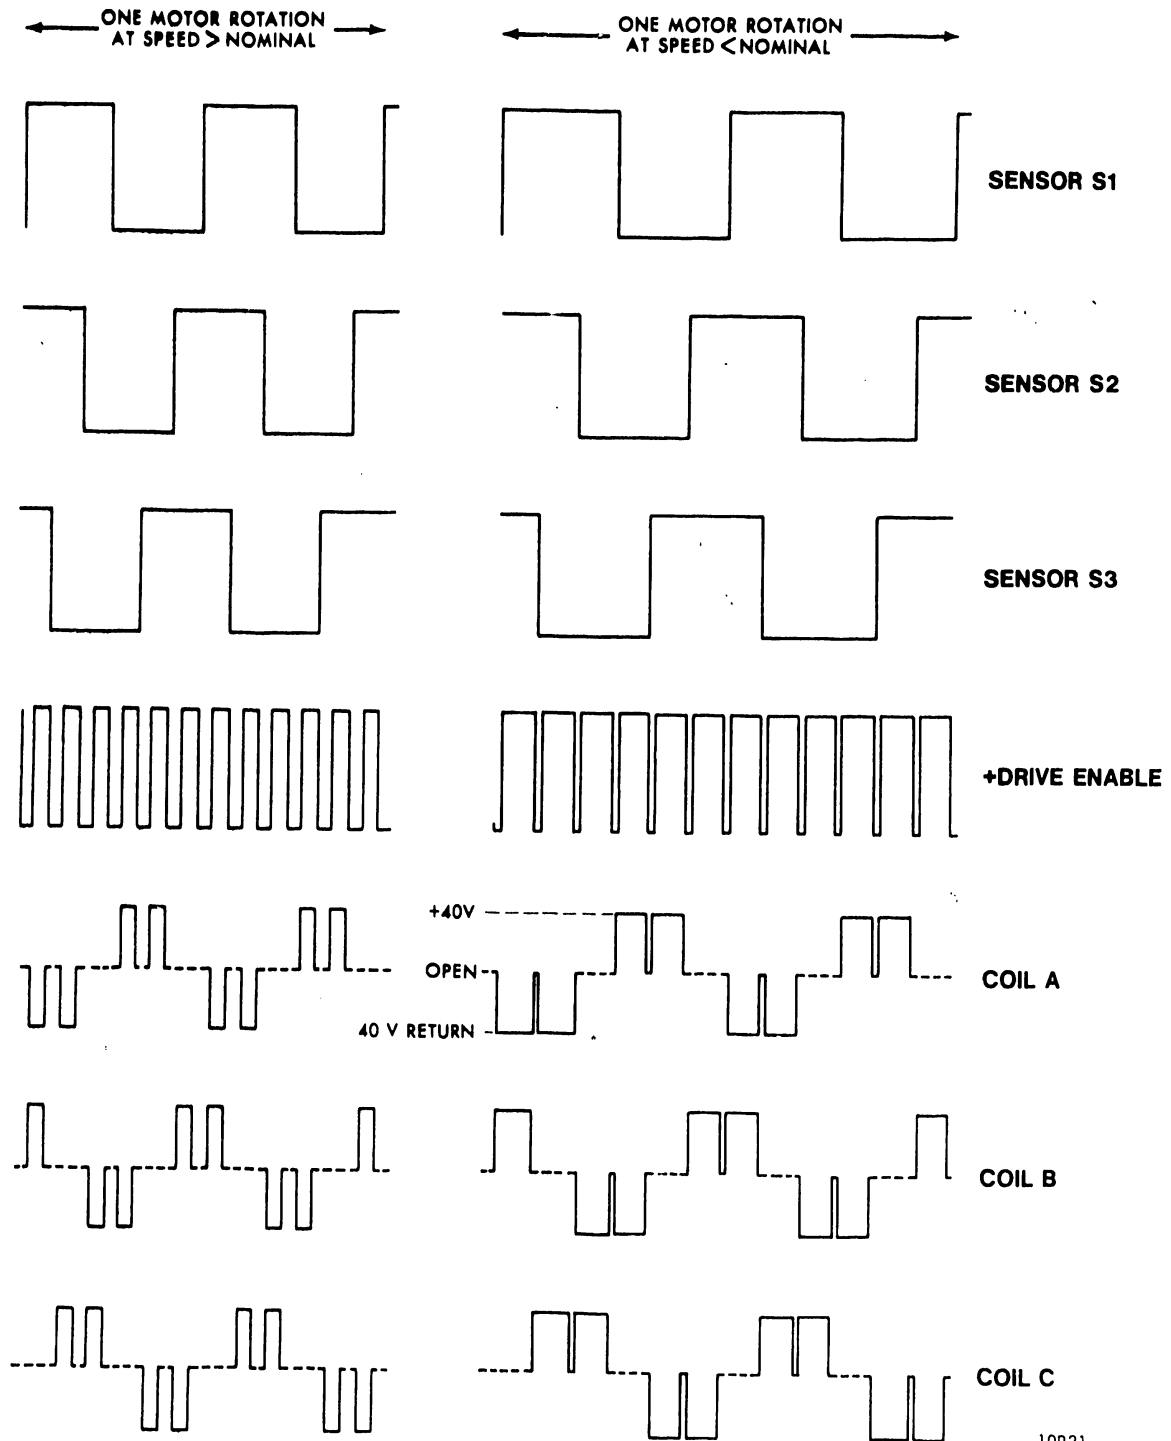 ONE MOTOR ROTATION
AT SPEED > NOMINAL
ONE MOTOR ROTATION
AT SPEED < NOMINAL
SENSOR S1
SENSOR S2
SENSOR S3
+DRIVE ENABLE
+40V
OPEN
40 V RETURN
COIL A
COIL B
COIL C